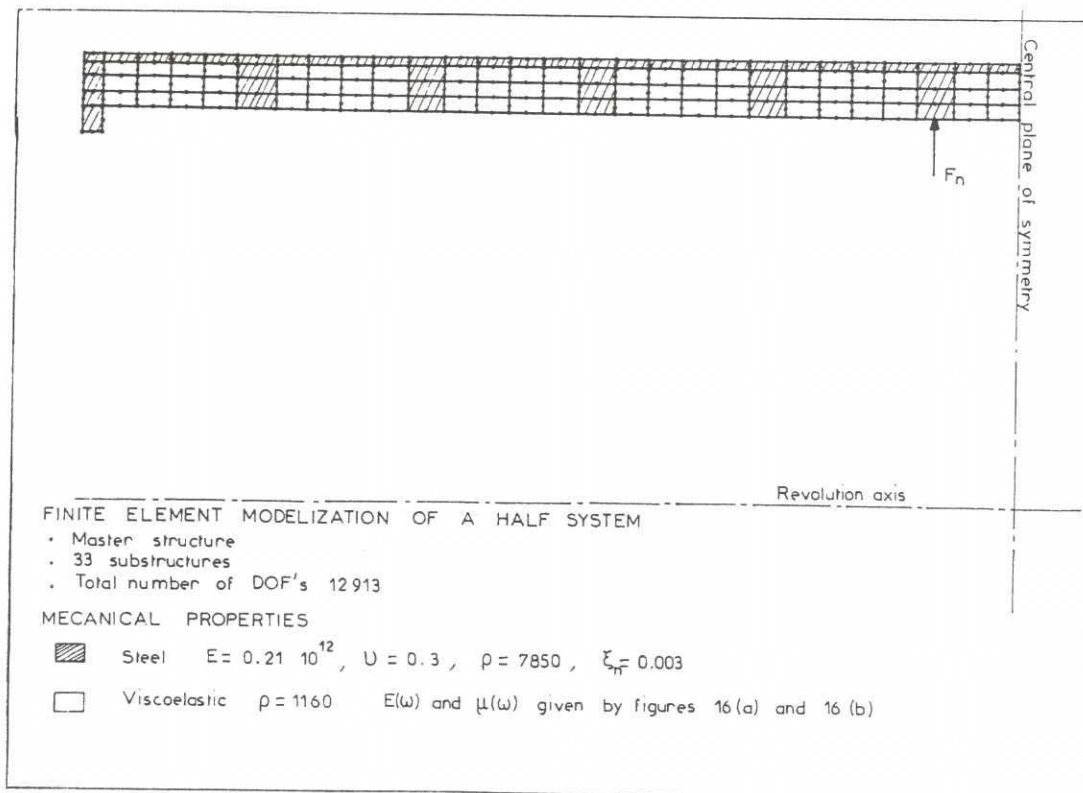 Central plane of symmetry
Fn
Revolution axis
FINITE ELEMENT MODELIZATION OF A HALF SYSTEM
· Master structure
. 33 substructures
. Total number of DOF's 12 913
MECANICAL PROPERTIES
Steel E= 0.21 10^12 , υ = 0.3 , ρ = 7850 , ξn= 0.003
Viscoelastic ρ = 1160 E(ω) and μ(ω) given by figures 16(a) and 16(b)